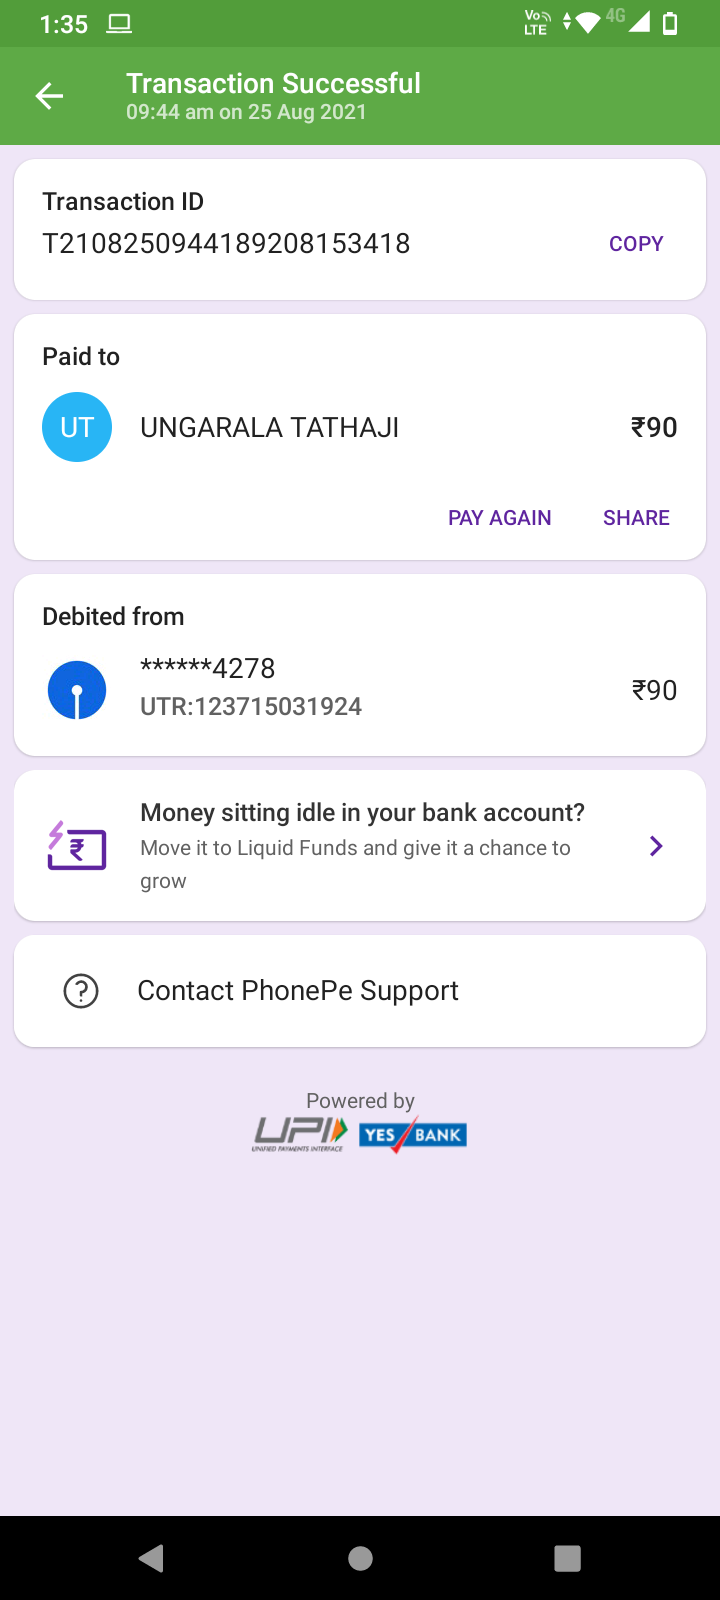 1:35
Vo LTE 4G
Transaction Successful
09:44 am on 25 Aug 2021
Transaction ID
T2108250944189208153418 COPY
Paid to
UT UNGARALA TATHAJI ₹90
PAY AGAIN SHARE
Debited from
******4278
UTR:123715031924 ₹90
Money sitting idle in your bank account?
₹ Move it to Liquid Funds and give it a chance to
grow
? Contact PhonePe Support
Powered by
UPI YES BANK
UNIFIED PAYMENTS INTERFACE